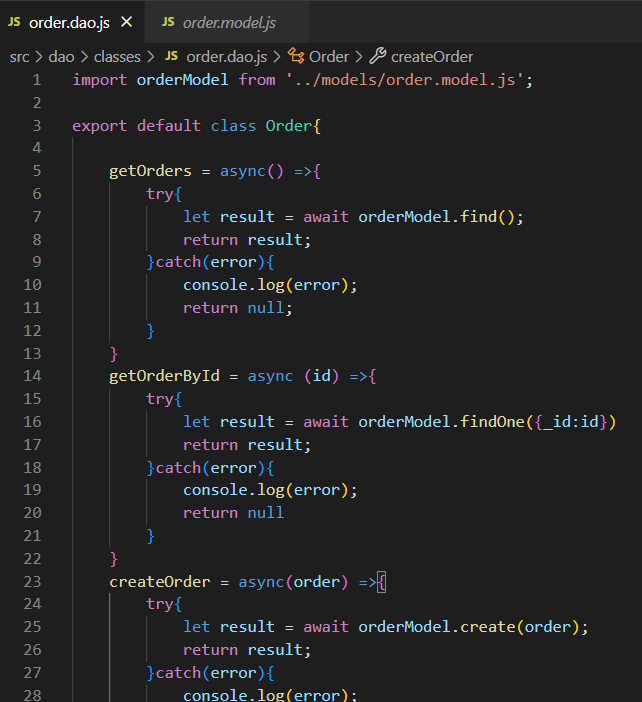 JS order.dao.js ×
JS order.model.js
src > dao > classes > JS order.dao.js > Order > createOrder
1 import orderModel from '../models/order.model.js';
2
3 export default class Order{
4
5 getOrders = async() =>{
6 try{
7 let result = await orderModel.find();
8 return result;
9 }catch(error){
10 console.log(error);
11 return null;
12 }
13 }
14 getOrderById = async (id) =>{
15 try{
16 let result = await orderModel.findOne({_id:id})
17 return result;
18 }catch(error){
19 console.log(error);
20 return null
21 }
22 }
23 createOrder = async(order) =>{
24 try{
25 let result = await orderModel.create(order);
26 return result;
27 }catch(error){
28 console.log(error);